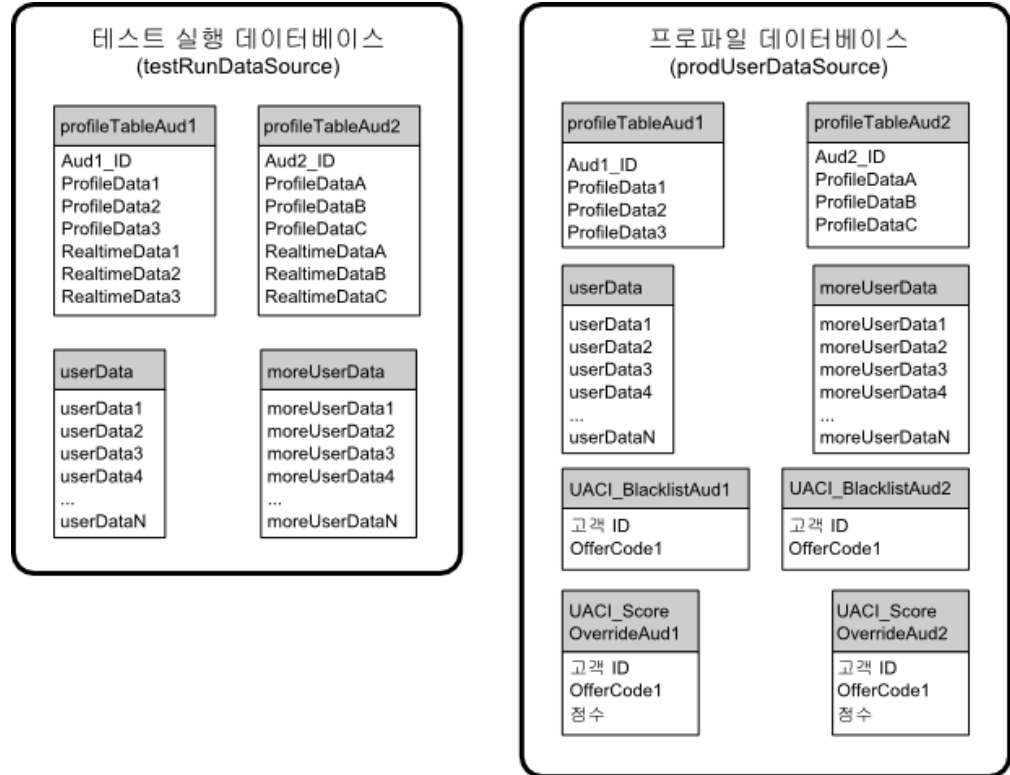 테스트 실행 데이터베이스
(testRunDataSource)
profileTableAud1
Aud1_ID
ProfileData1
ProfileData2
ProfileData3
RealtimeData1
RealtimeData2
RealtimeData3
profileTableAud2
Aud2_ID
ProfileDataA
ProfileDataB
ProfileDataC
RealtimeDataA
RealtimeDataB
RealtimeDataC
userData
userData1
userData2
userData3
userData4
...
userDataN
moreUserData
moreUserData1
moreUserData2
moreUserData3
moreUserData4
...
moreUserDataN
프로파일 데이터베이스
(prodUserDataSource)
profileTableAud1
Aud1_ID
ProfileData1
ProfileData2
ProfileData3
profileTableAud2
Aud2_ID
ProfileDataA
ProfileDataB
ProfileDataC
userData
userData1
userData2
userData3
userData4
...
userDataN
moreUserData
moreUserData1
moreUserData2
moreUserData3
moreUserData4
...
moreUserDataN
UACI_BlacklistAud1
고객 ID
OfferCode1
UACI_BlacklistAud2
고객 ID
OfferCode1
UACI_Score
OverrideAud1
고객 ID
OfferCode1
점수
UACI_Score
OverrideAud2
고객 ID
OfferCode1
점수